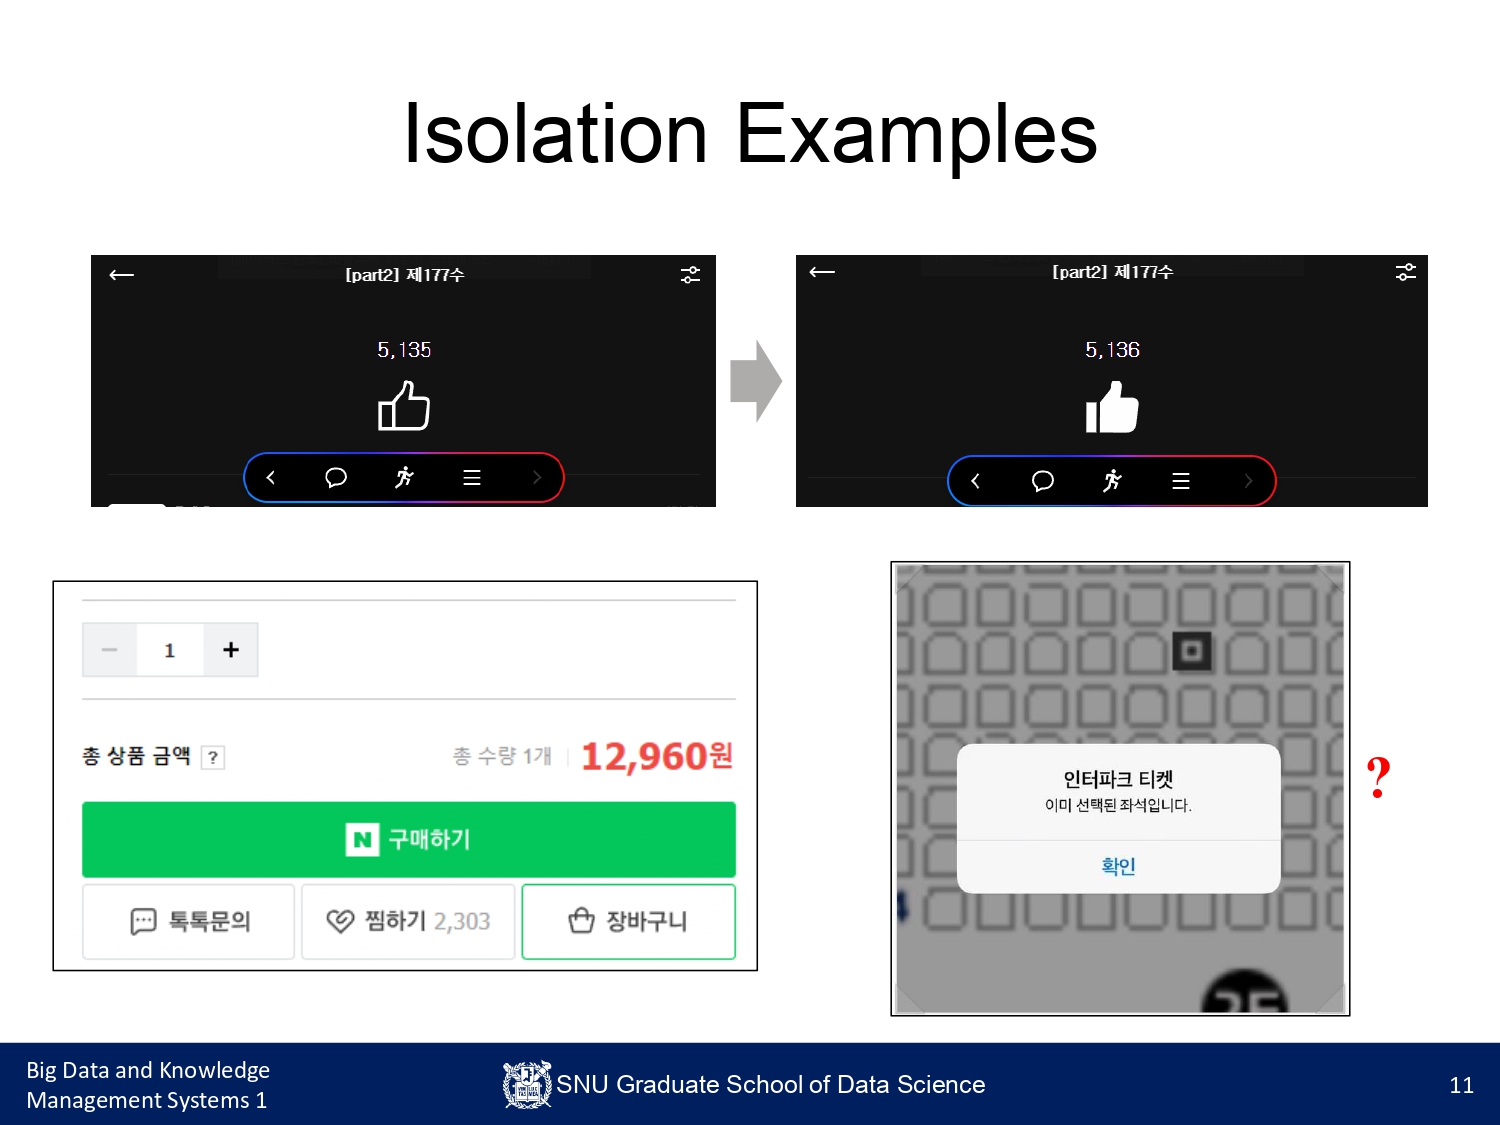 Isolation Examples
[part2] 제177수
5,135
[part2] 제177수
5,136
1
총 상품 금액 ?
총 수량 1개
12,960원
N 구매하기
톡톡문의
찜하기 2,303
장바구니
인터파크 티켓
이미 선택된 좌석입니다.
확인
?
Big Data and Knowledge
Management Systems 1
SNU Graduate School of Data Science
11